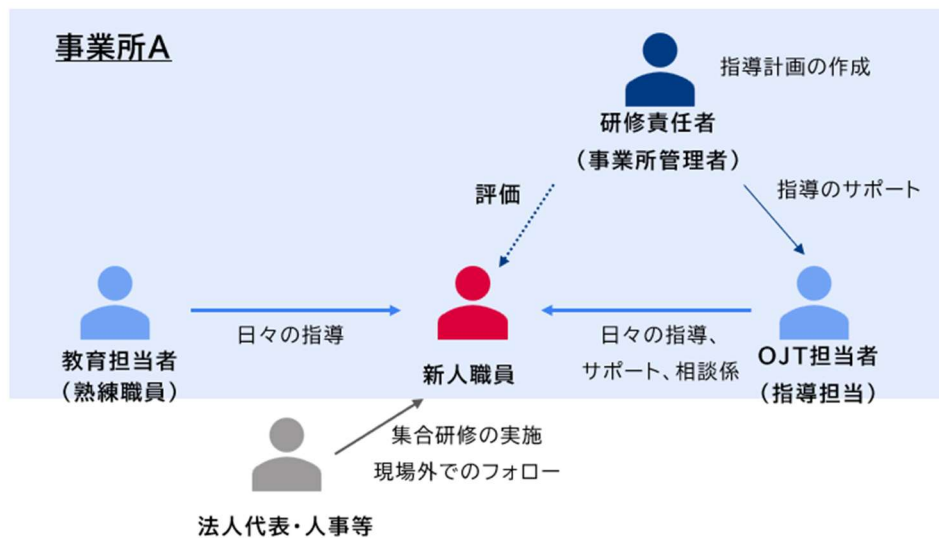 事業所A
指導計画の作成
研修責任者
（事業所管理者）
評価
指導のサポート
日々の指導
日々の指導、
サポート、相談係
教育担当者
（熟練職員）
新人職員
OJT担当者
（指導担当）
集合研修の実施
現場外でのフォロー
法人代表・人事等